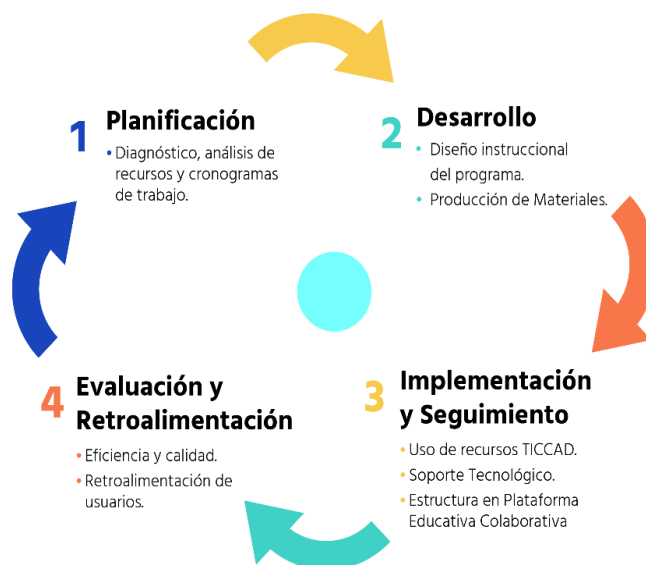 1
Planificación
• Diagnóstico, análisis de
recursos y cronogramas
de trabajo.
2
Desarrollo
• Diseño instruccional
del programa.
• Producción de Materiales.
3
Implementación
y Seguimiento
• Uso de recursos TICCAD.
• Soporte Tecnológico.
• Estructura en Plataforma
Educativa Colaborativa
4
Evaluación y
Retroalimentación
• Eficiencia y calidad.
• Retroalimentación de
usuarios.